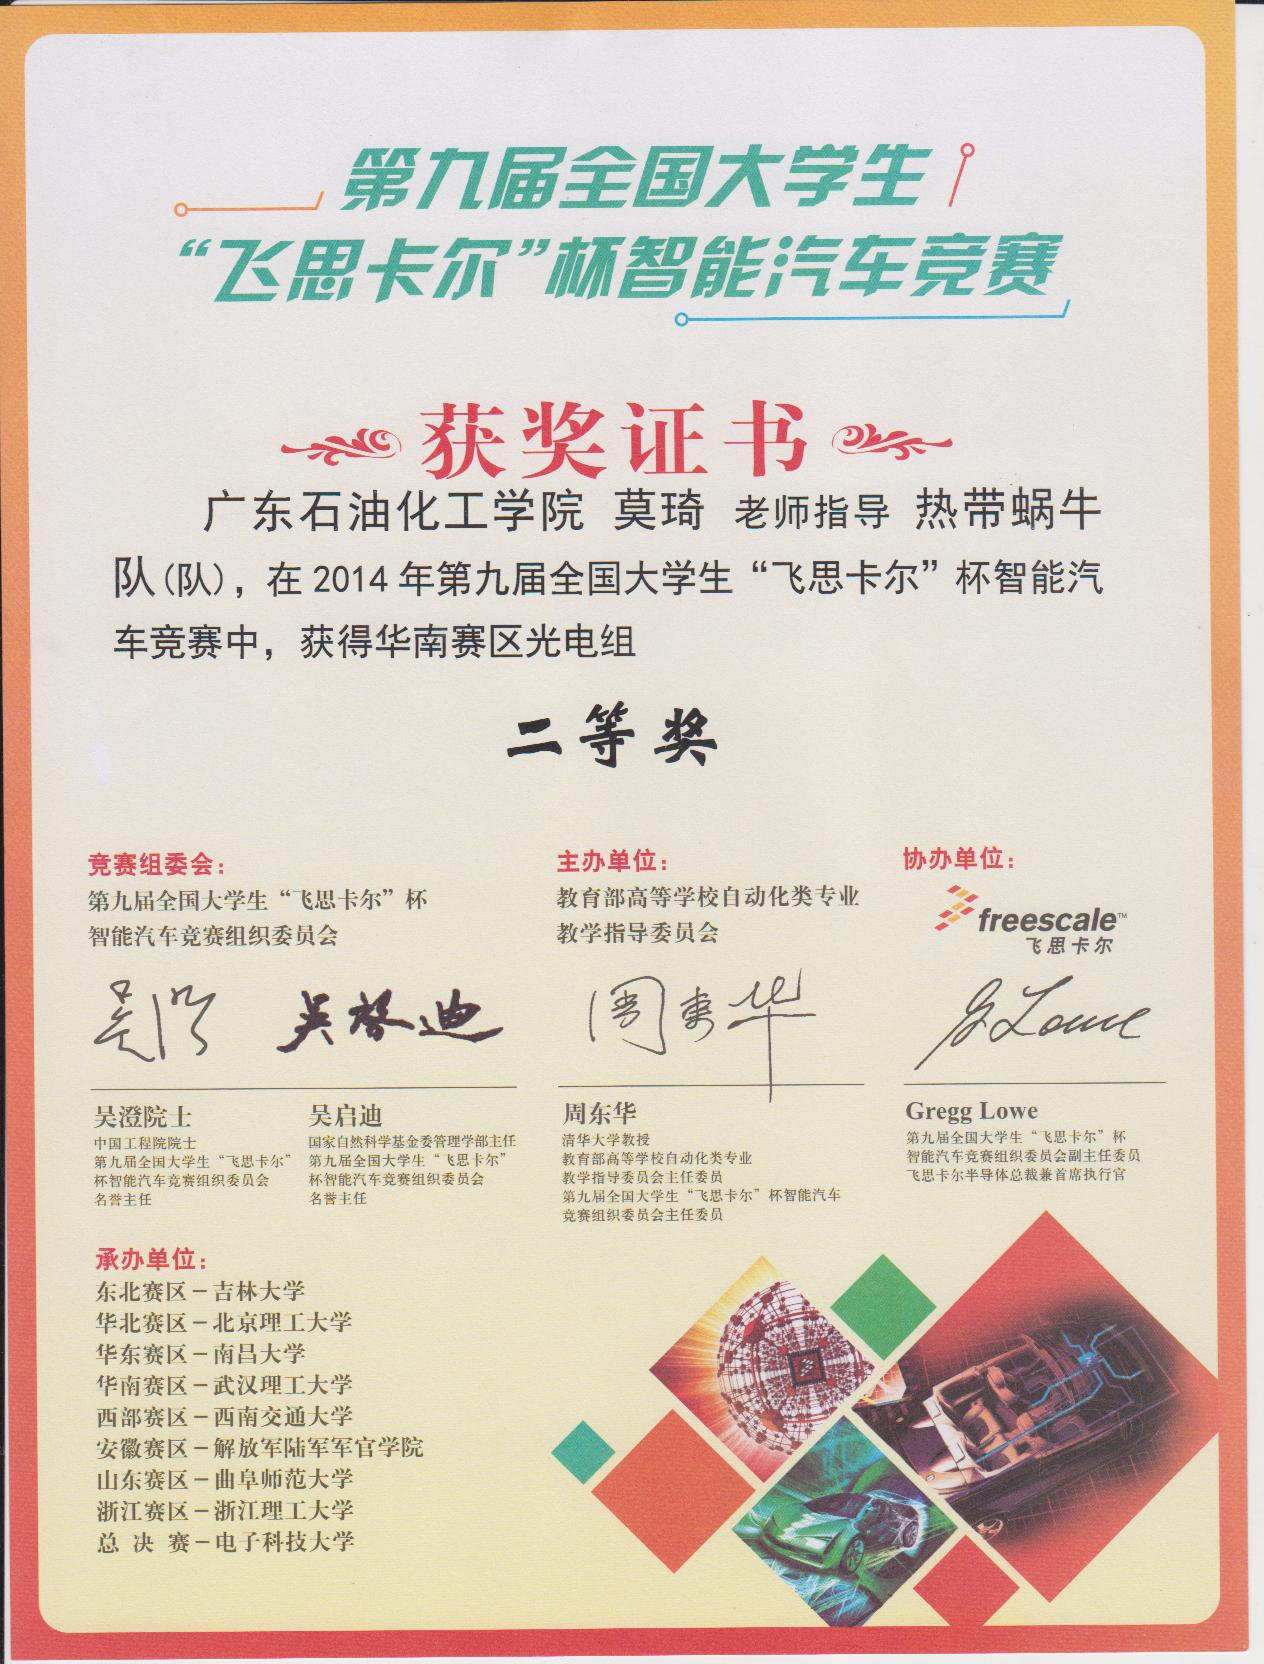 第九届全国大学生
“飞思卡尔”杯智能汽车竞赛
获奖证书
广东石油化工学院 莫琦 老师指导 热带蜗牛
队(队)，在2014年第九届全国大学生“飞思卡尔”杯智能汽
车竞赛中，获得华南赛区光电组
二等奖
竞赛组委会：
第九届全国大学生“飞思卡尔”杯
智能汽车竞赛组织委员会
主办单位：
教育部高等学校自动化类专业
教学指导委员会
协办单位：
freescale™
飞思卡尔
吴澄
吴启迪
周东华
G Lowe
吴澄院士
中国工程院院士
第九届全国大学生“飞思卡尔”
杯智能汽车竞赛组织委员会
名誉主任
吴启迪
国家自然科学基金委管理学部主任
第九届全国大学生“飞思卡尔”
杯智能汽车竞赛组织委员会
名誉主任
周东华
清华大学教授
教育部高等学校自动化类专业
教学指导委员会主任委员
第九届全国大学生“飞思卡尔”杯智能汽车
竞赛组织委员会主任委员
Gregg Lowe
第九届全国大学生“飞思卡尔”杯
智能汽车竞赛组织委员会副主任委员
飞思卡尔半导体总裁兼首席执行官
承办单位：
东北赛区－吉林大学
华北赛区－北京理工大学
华东赛区－南昌大学
华南赛区－武汉理工大学
西部赛区－西南交通大学
安徽赛区－解放军陆军军官学院
山东赛区－曲阜师范大学
浙江赛区－浙江理工大学
总 决 赛－电子科技大学